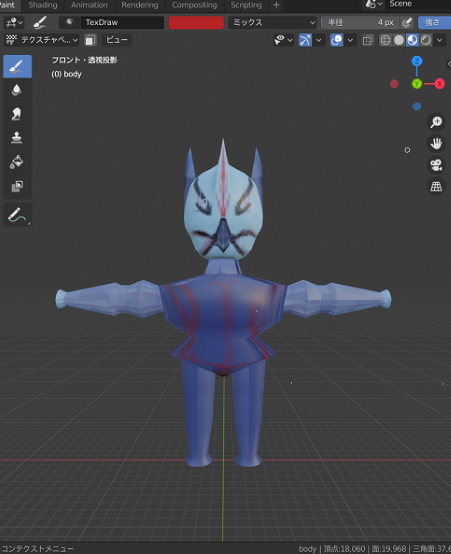 Paint Shading Animation Rendering Compositing Scripting + Scene
TexDraw ミックス 半径 4 px 強さ
テクスチャペ... ビュー
フロント・透視投影
(0) body
Z
Y
X
コンテクストメニュー body | 頂点:18,060 | 面:19,968 | 三角面:37,6